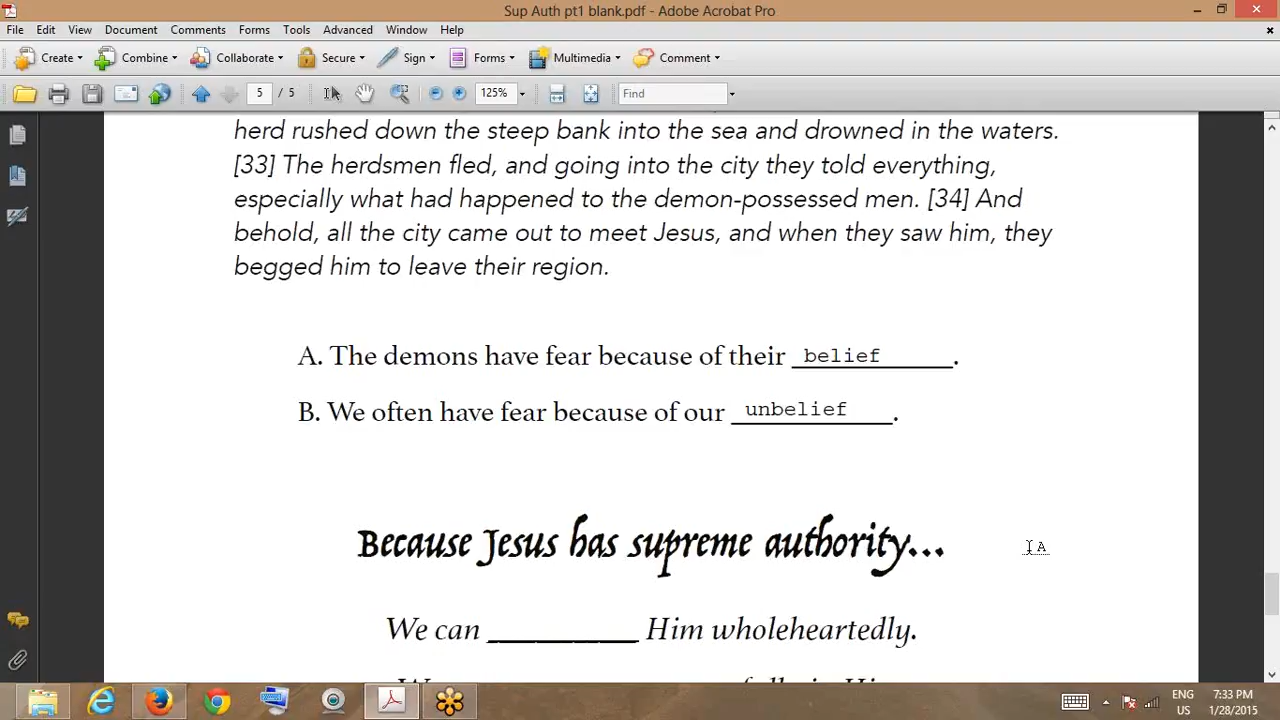 Sup Auth pt1 blank.pdf - Adobe Acrobat Pro
File Edit View Document Comments Forms Tools Advanced Window Help
Create Combine Collaborate Secure Sign Forms Multimedia Comment
5 / 5 125% Find
herd rushed down the steep bank into the sea and drowned in the waters.
[33] The herdsmen fled, and going into the city they told everything,
especially what had happened to the demon-possessed men. [34] And
behold, all the city came out to meet Jesus, and when they saw him, they
begged him to leave their region.
A. The demons have fear because of their belief.
B. We often have fear because of our unbelief.
Because Jesus has supreme authority...
We can __________ Him wholeheartedly.
ENG 7:33 PM
US 1/28/2015